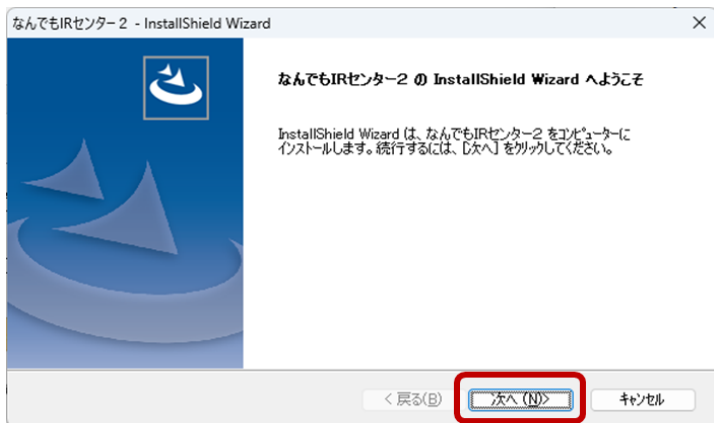 なんでもIRセンター２ - InstallShield Wizard
なんでもIRセンター2 の InstallShield Wizard へようこそ
InstallShield Wizard は、なんでもIRセンター2 をコンピューターに
インストールします。続行するには、[次へ] をクリックしてください。
< 戻る(B)
次へ (N)>
キャンセル